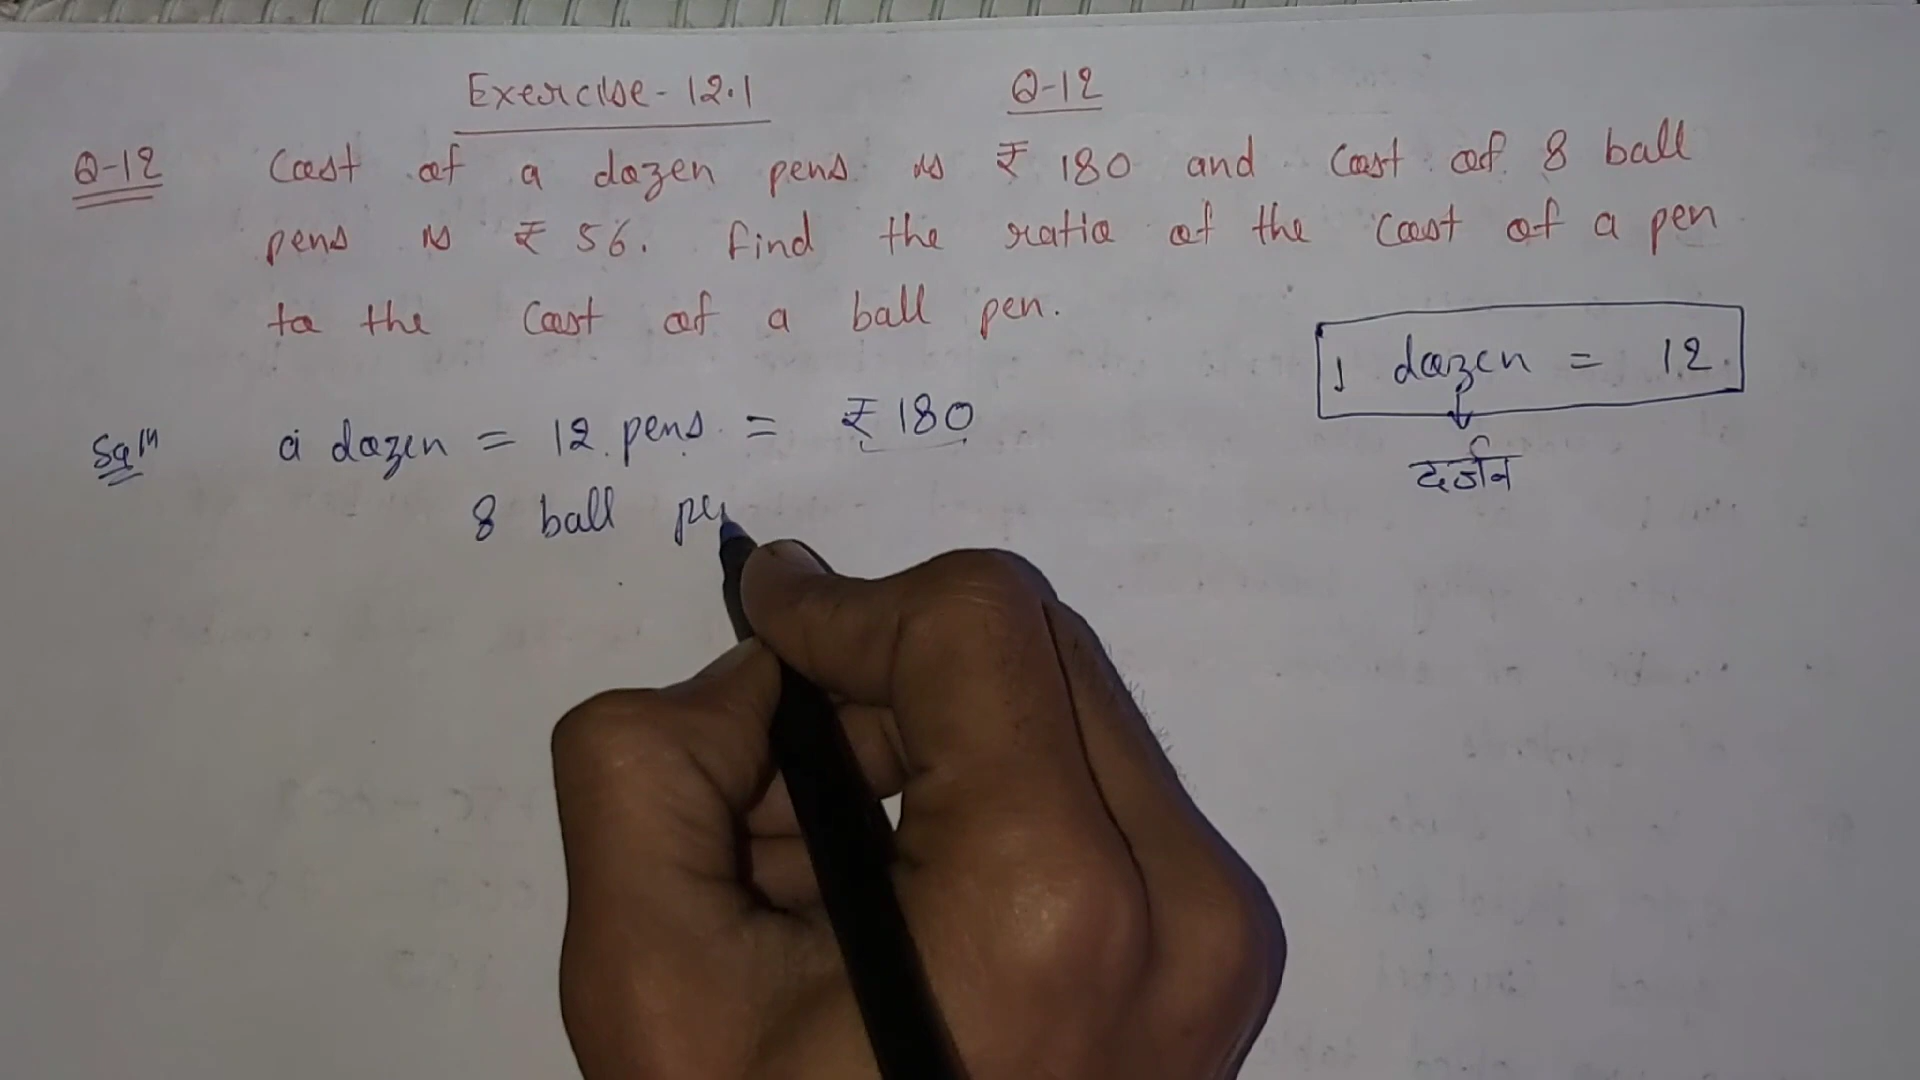 Exercise-12.1 Q-12
Q-12 Cost of a dozen pens is ₹ 180 and cost of 8 ball
pens is ₹ 56. Find the ratio of the cost of a pen
to the cost of a ball pen.
1 dozen = 12
दर्जन
Solⁿ a dozen = 12 pens = ₹ 180
8 ball pe